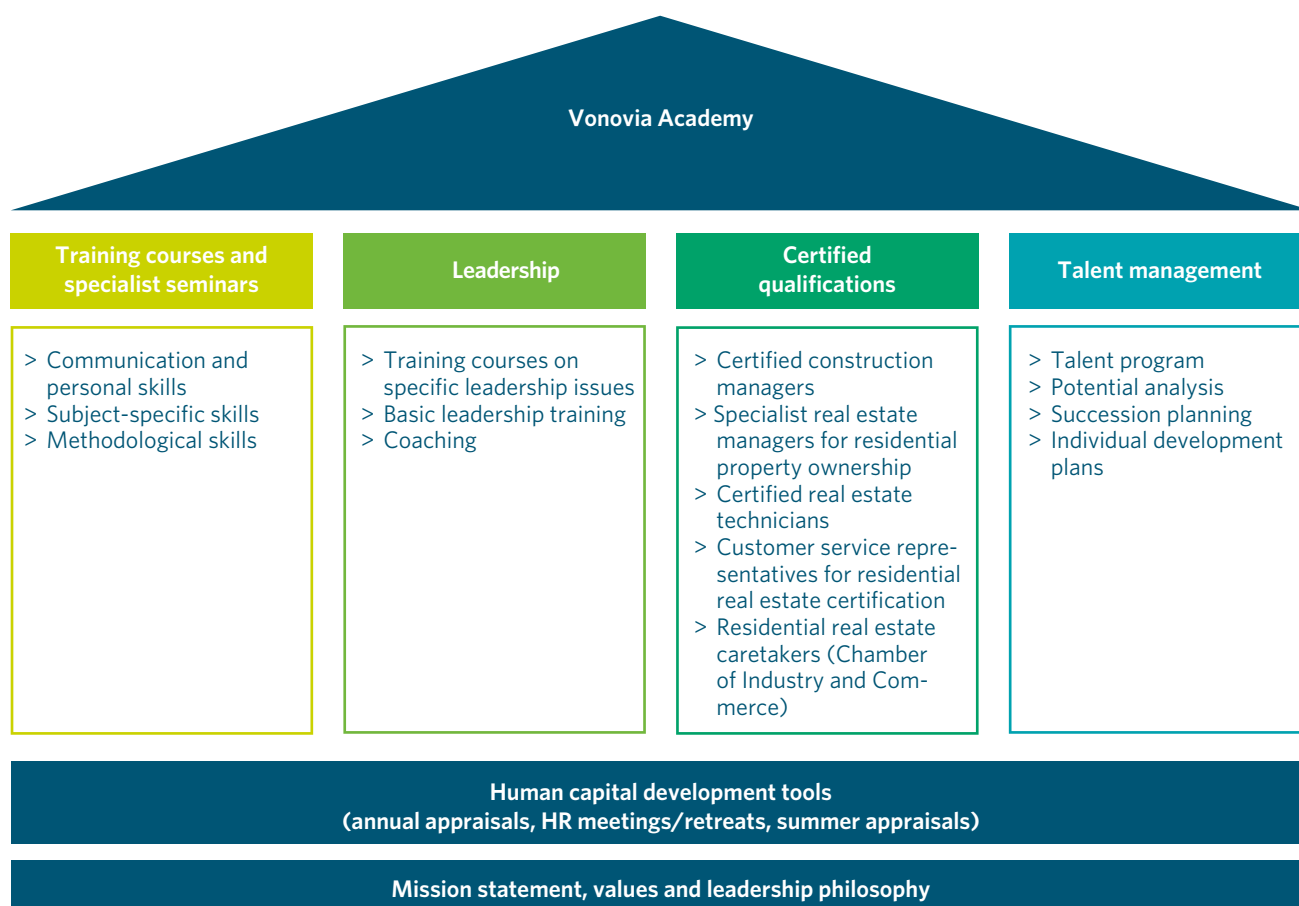 Vonovia Academy
Training courses and
specialist seminars
> Communication and
personal skills
> Subject-specific skills
> Methodological skills
Leadership
> Training courses on
specific leadership issues
> Basic leadership training
> Coaching
Certified
qualifications
> Certified construction
managers
> Specialist real estate
managers for residential
property ownership
> Certified real estate
technicians
> Customer service repre-
sentatives for residential
real estate certification
> Residential real estate
caretakers (Chamber
of Industry and Com-
merce)
Talent management
> Talent program
> Potential analysis
> Succession planning
> Individual development
plans
Human capital development tools
(annual appraisals, HR meetings/retreats, summer appraisals)
Mission statement, values and leadership philosophy